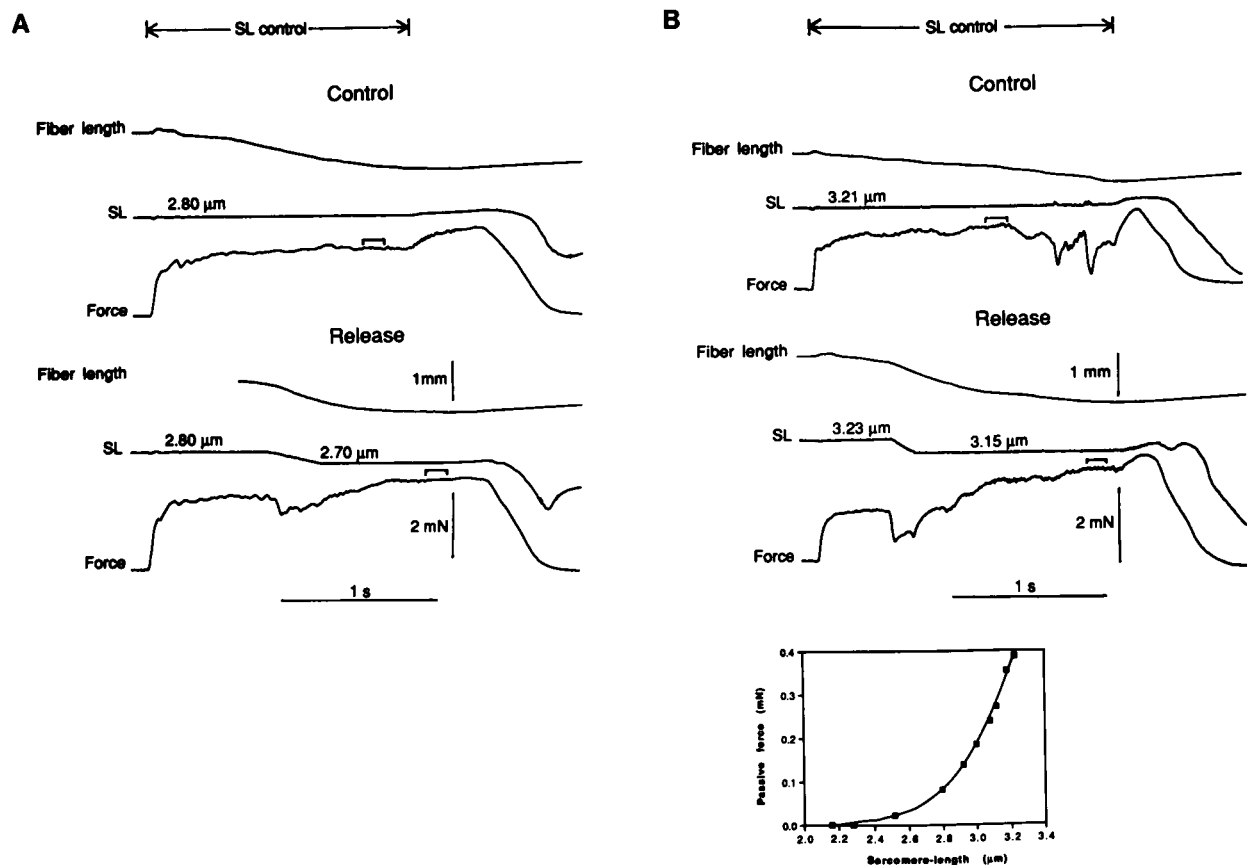 A
SL control
Control
Fiber length
2.80 µm
SL
Force
Release
Fiber length
1mm
2.80 µm
SL
2.70 µm
2 mN
Force
1 s
B
SL control
Control
Fiber length
3.21 µm
SL
Force
Release
Fiber length
1 mm
3.23 µm
SL
3.15 µm
2 mN
Force
1 s
0.4
0.3
0.2
0.1
0.0
Passive force (mN)
2.0 2.2 2.4 2.6 2.8 3.0 3.2 3.4
Sarcomere-length (µm)